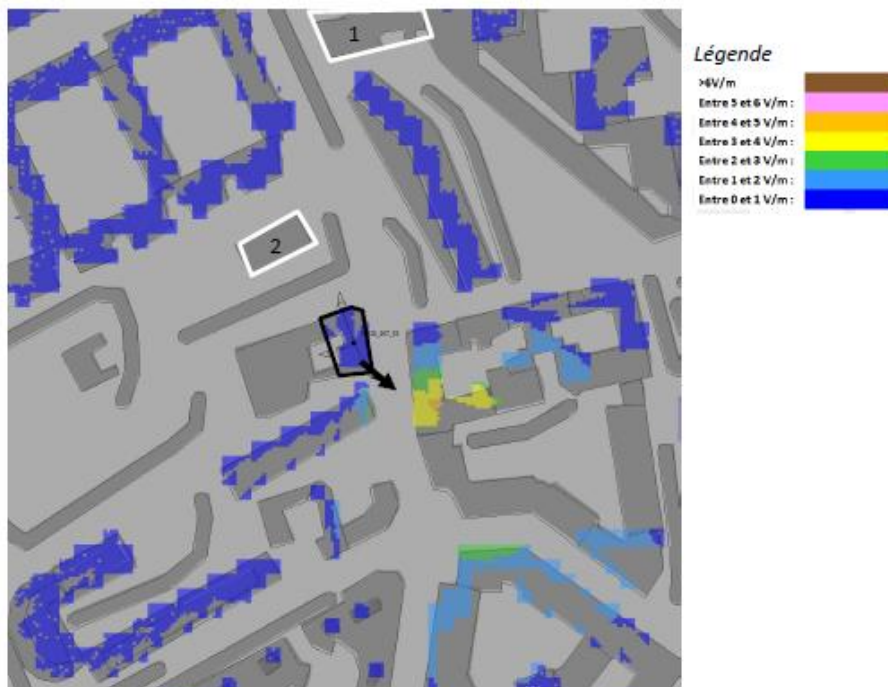 1
Légende
>6V/m
Entre 5 et 6 V/m :
Entre 4 et 5 V/m :
Entre 3 et 4 V/m :
Entre 2 et 3 V/m :
Entre 1 et 2 V/m :
Entre 0 et 1 V/m :
2